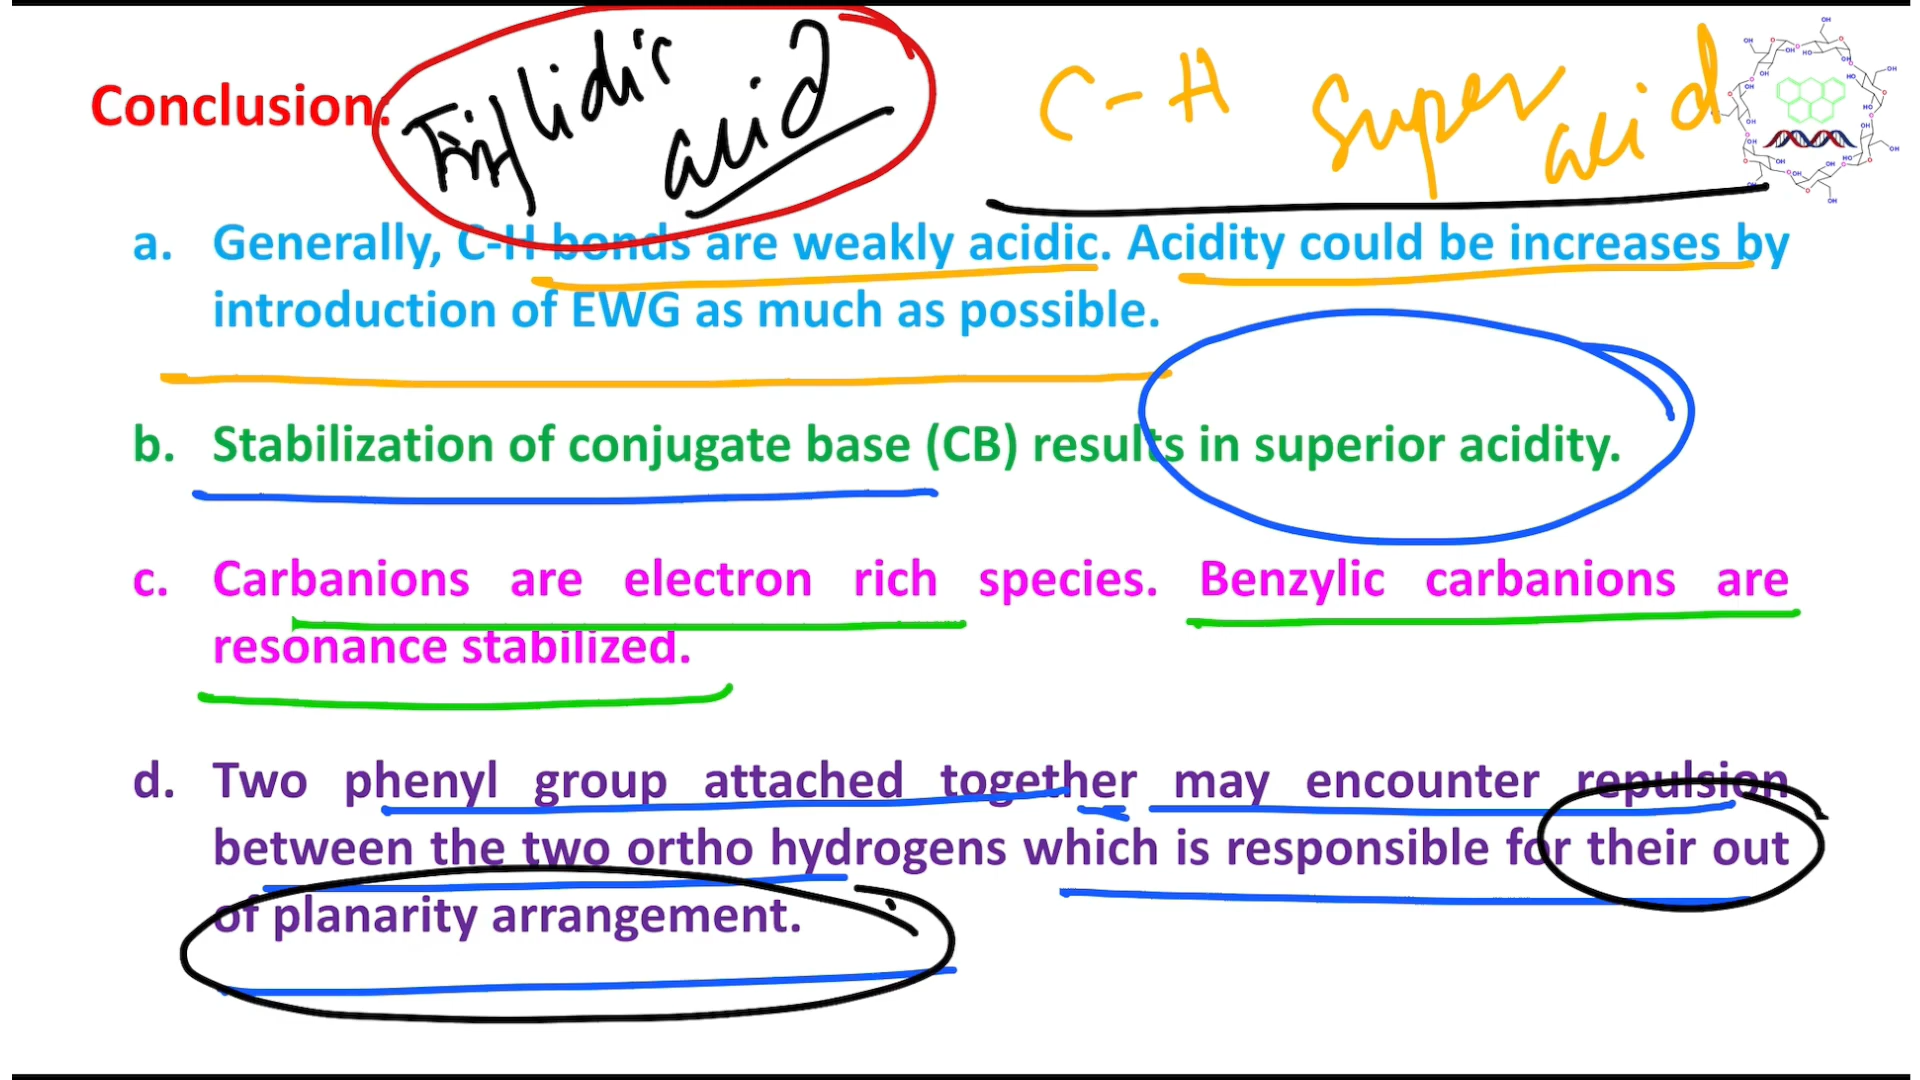 Conclusion:
acid
C-H Super acid
a. Generally, C-H bonds are weakly acidic. Acidity could be increases by
introduction of EWG as much as possible.
b. Stabilization of conjugate base (CB) results in superior acidity.
c. Carbanions are electron rich species. Benzylic carbanions are
resonance stabilized.
d. Two phenyl group attached together may encounter repulsion
between the two ortho hydrogens which is responsible for their out
of planarity arrangement.